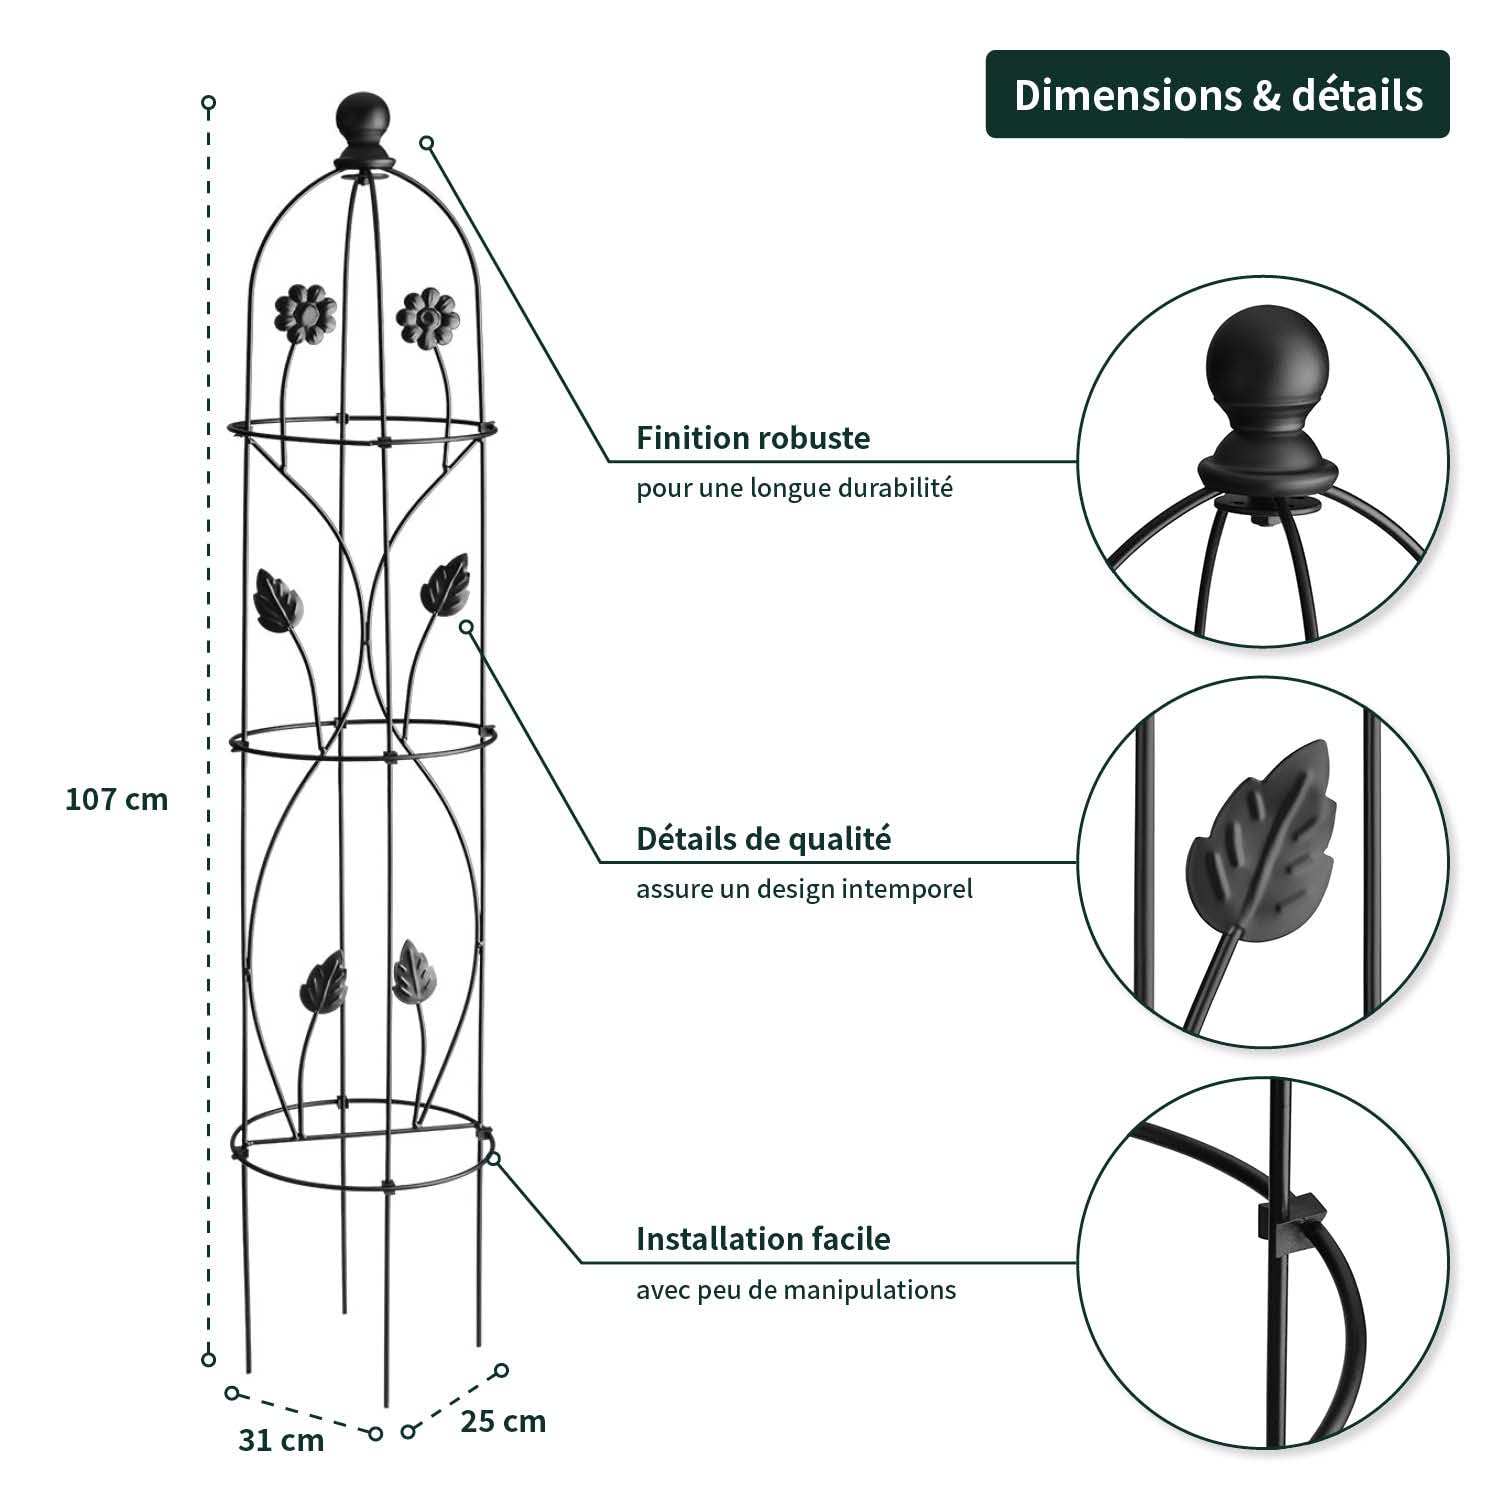 Dimensions & détails
Finition robuste
pour une longue durabilité
Détails de qualité
assure un design intemporel
107 cm
Installation facile
avec peu de manipulations
31 cm
25 cm